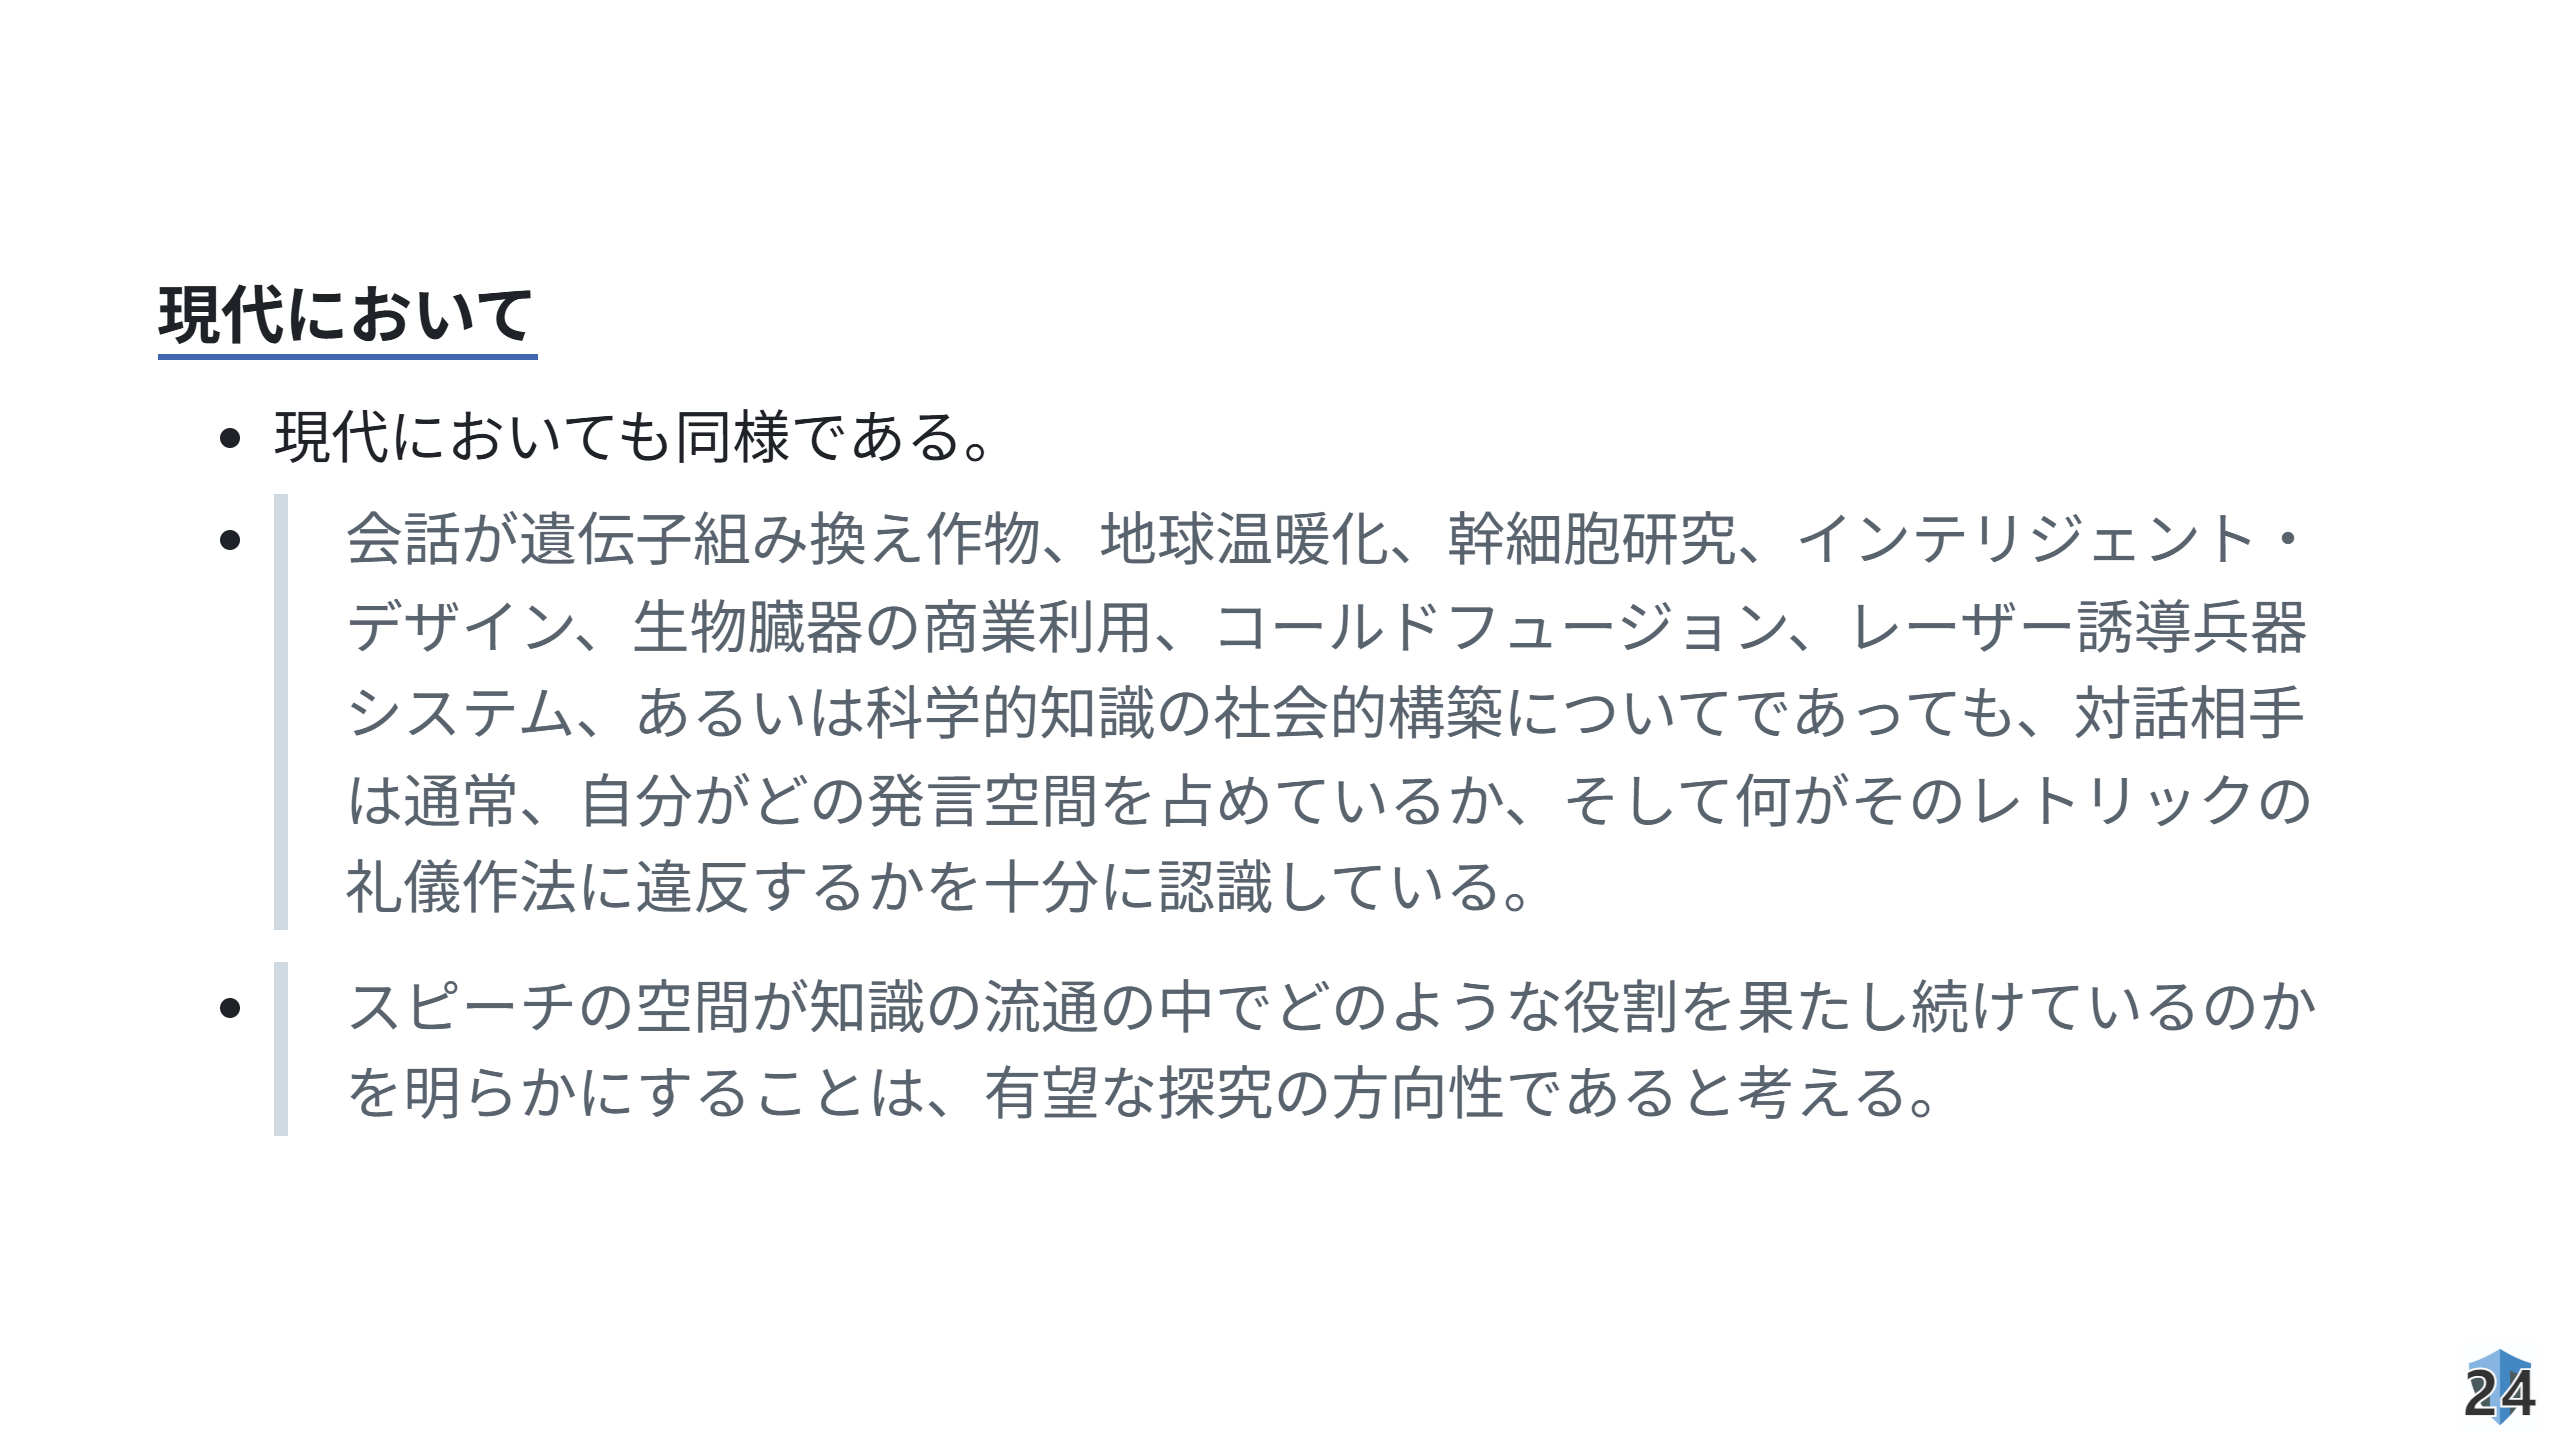 現代において
現代においても同様である。
会話が遺伝子組み換え作物、地球温暖化、幹細胞研究、インテリジェント・
デザイン、生物臓器の商業利用、コールドフュージョン、レーザー誘導兵器
システム、あるいは科学的知識の社会的構築についてであっても、対話相手
は通常、自分がどの発言空間を占めているか、そして何がそのレトリックの
礼儀作法に違反するかを十分に認識している。
スピーチの空間が知識の流通の中でどのような役割を果たし続けているのか
を明らかにすることは、有望な探究の方向性であると考える。
24